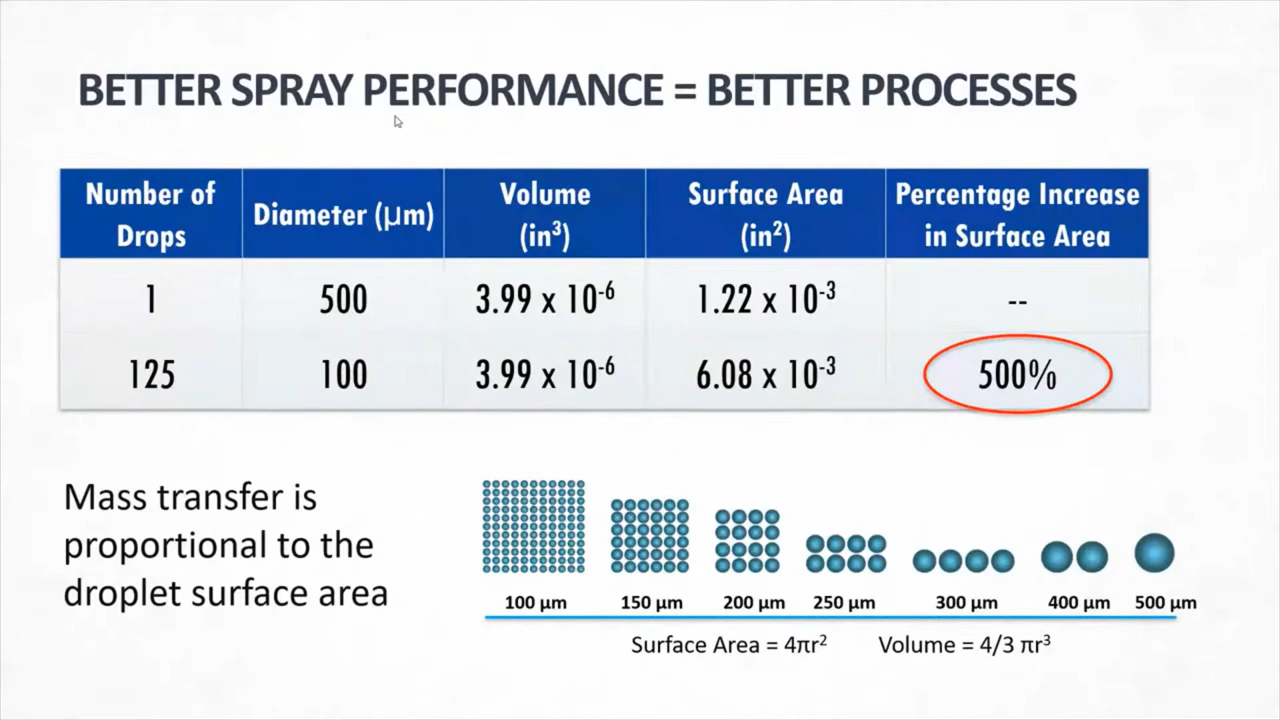 BETTER SPRAY PERFORMANCE = BETTER PROCESSES
Number of Drops | Diameter (µm) | Volume (in³) | Surface Area (in²) | Percentage Increase in Surface Area
1 | 500 | 3.99 x 10⁻⁶ | 1.22 x 10⁻³ | --
125 | 100 | 3.99 x 10⁻⁶ | 6.08 x 10⁻³ | 500%
Mass transfer is
proportional to the
droplet surface area
100 µm 150 µm 200 µm 250 µm 300 µm 400 µm 500 µm
Surface Area = 4πr² Volume = 4/3 πr³